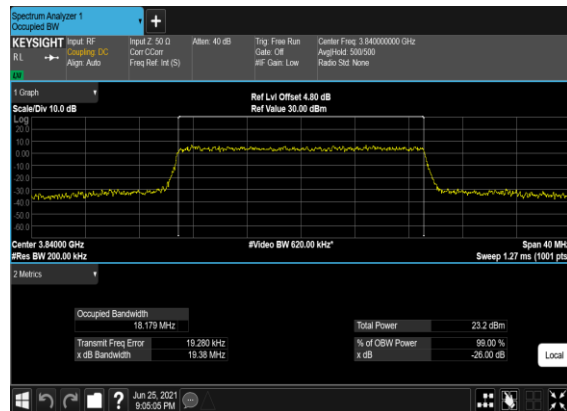 Spectrum Analyzer 1
Occupied BW
+
KEYSIGHT
RL
Input: RF
Coupling: DC
Align: Auto
Input Z: 50 Ω
Corr CCorr
Freq Ref: Int (S)
Atten: 40 dB
Trig: Free Run
Gate: Off
#IF Gain: Low
Center Freq: 3.840000000 GHz
Avg|Hold: 500/500
Radio Std: None
1 Graph
Scale/Div 10.0 dB
Ref Lvl Offset 4.80 dB
Ref Value 30.00 dBm
Log
20.0
10.0
0.00
-10.0
-20.0
-30.0
-40.0
-50.0
-60.0
Center 3.84000 GHz
#Res BW 200.00 kHz
#Video BW 620.00 kHz*
Span 40 MHz
Sweep 1.27 ms (1001 pts
2 Metrics
Occupied Bandwidth
18.179 MHz
Total Power 23.2 dBm
Transmit Freq Error 19.280 kHz
% of OBW Power 99.00 %
x dB Bandwidth 19.38 MHz
x dB -26.00 dB
Local
?
Jun 25, 2021
9:05:05 PM